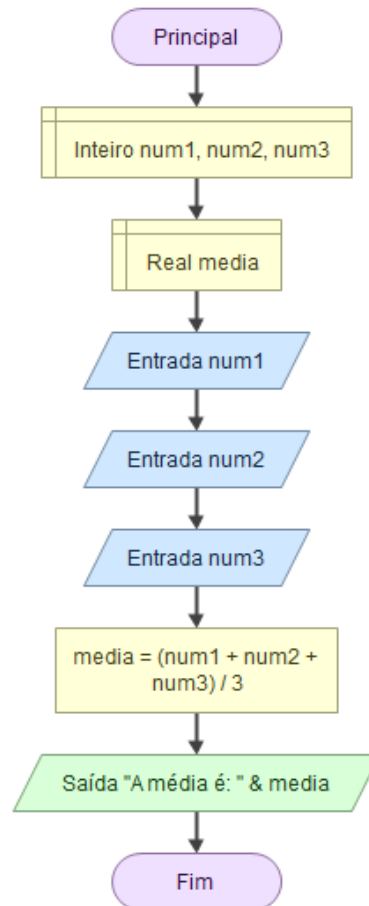 Principal
Inteiro num1, num2, num3
Real media
Entrada num1
Entrada num2
Entrada num3
media = (num1 + num2 +
num3) / 3
Saída "A média é: " & media
Fim